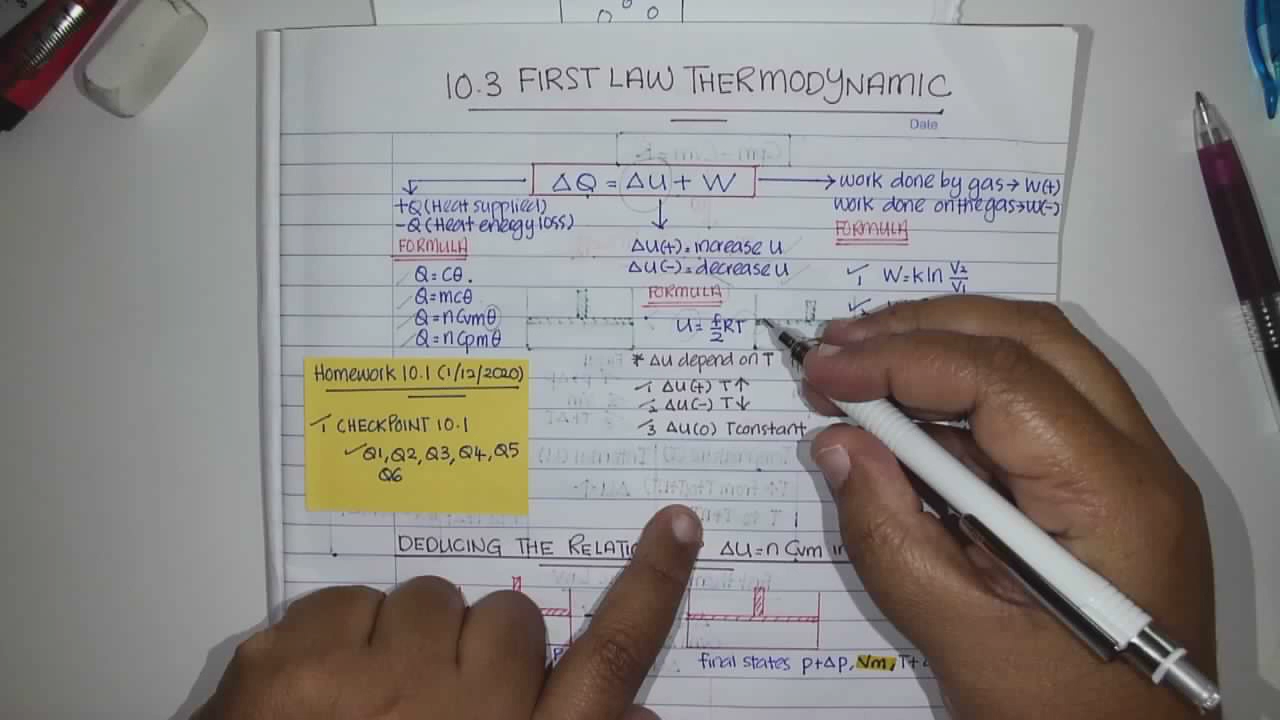 10.3 FIRST LAW THERMODYNAMIC
Date
ΔQ = ΔU + W
+Q (Heat supplied)
-Q (Heat energy loss)
FORMULA
Q = Cθ.
Q = mcθ
Q = nCvmθ
Q = nCpmθ
ΔU(+) = increase U
ΔU(-) = decrease U
FORMULA
U = f/2 RT
* ΔU depend on T
1 ΔU(+) T↑
2 ΔU(-) T↓
3 ΔU(0) T constant
work done by gas → W(+)
work done on the gas → W(-)
FORMULA
1 W = k ln V2/V1
Homework 10.1 (1/12/2020)
1 CHECKPOINT 10.1
Q1, Q2, Q3, Q4, Q5
Q6
DEDUCING THE ΔU = n Cvm in
final states p+Δp, Vm, T+